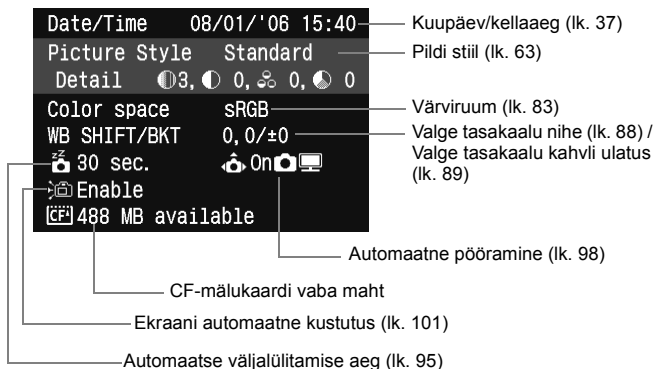 Date/Time 08/01/'06 15:40
Kuupäev/kellaaeg (lk. 37)
Picture Style Standard
Pildi stiil (lk. 63)
Detail 3, 0, 0, 0
Color space sRGB
Värviruum (lk. 83)
WB SHIFT/BKT 0,0/±0
Valge tasakaalu nihe (lk. 88) /
Valge tasakaalu kahvli ulatus
(lk. 89)
zz 30 sec. On
Enable
CF 488 MB available
Automaatne pööramine (lk. 98)
CF-mälukaardi vaba maht
Ekraani automaatne kustutus (lk. 101)
Automaatse väljalülitamise aeg (lk. 95)